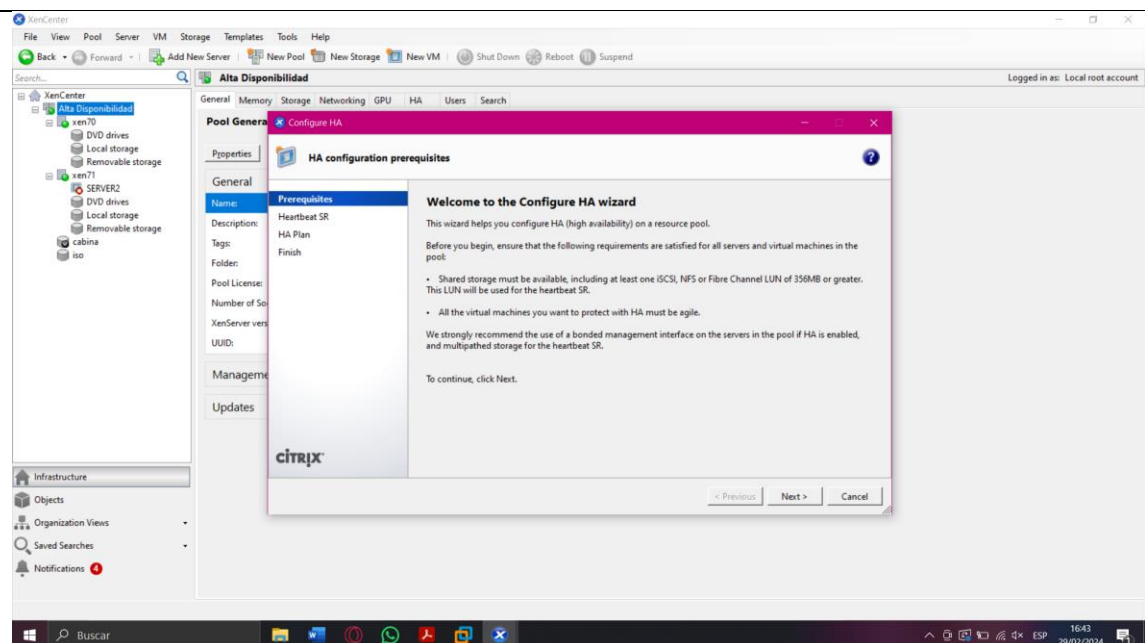 XenCenter
File View Pool Server VM Storage Templates Tools Help
Back Forward Add New Server New Pool New Storage New VM Shut Down Reboot Suspend
Search...
Alta Disponibilidad
Logged in as: Local root account
XenCenter
Alta Disponibilidad
xen70
DVD drives
Local storage
Removable storage
xen71
SERVER2
DVD drives
Local storage
Removable storage
cabina
iso
General Memory Storage Networking GPU HA Users Search
Pool Genera
Properties
General
Name:
Description:
Tags:
Folder:
Pool License:
Number of So
XenServer vers
UUID:
Manageme
Updates
Configure HA
HA configuration prerequisites
Prerequisites
Heartbeat SR
HA Plan
Finish
CİTRIX
Welcome to the Configure HA wizard
This wizard helps you configure HA (high availability) on a resource pool.
Before you begin, ensure that the following requirements are satisfied for all servers and virtual machines in the
pool:
• Shared storage must be available, including at least one iSCSI, NFS or Fibre Channel LUN of 356MB or greater.
This LUN will be used for the heartbeat SR.
• All the virtual machines you want to protect with HA must be agile.
We strongly recommend the use of a bonded management interface on the servers in the pool if HA is enabled,
and multipathed storage for the heartbeat SR.
To continue, click Next.
< Previous Next > Cancel
Infrastructure
Objects
Organization Views
Saved Searches
Notifications 4
Buscar
ESP
16:43
29/02/2024